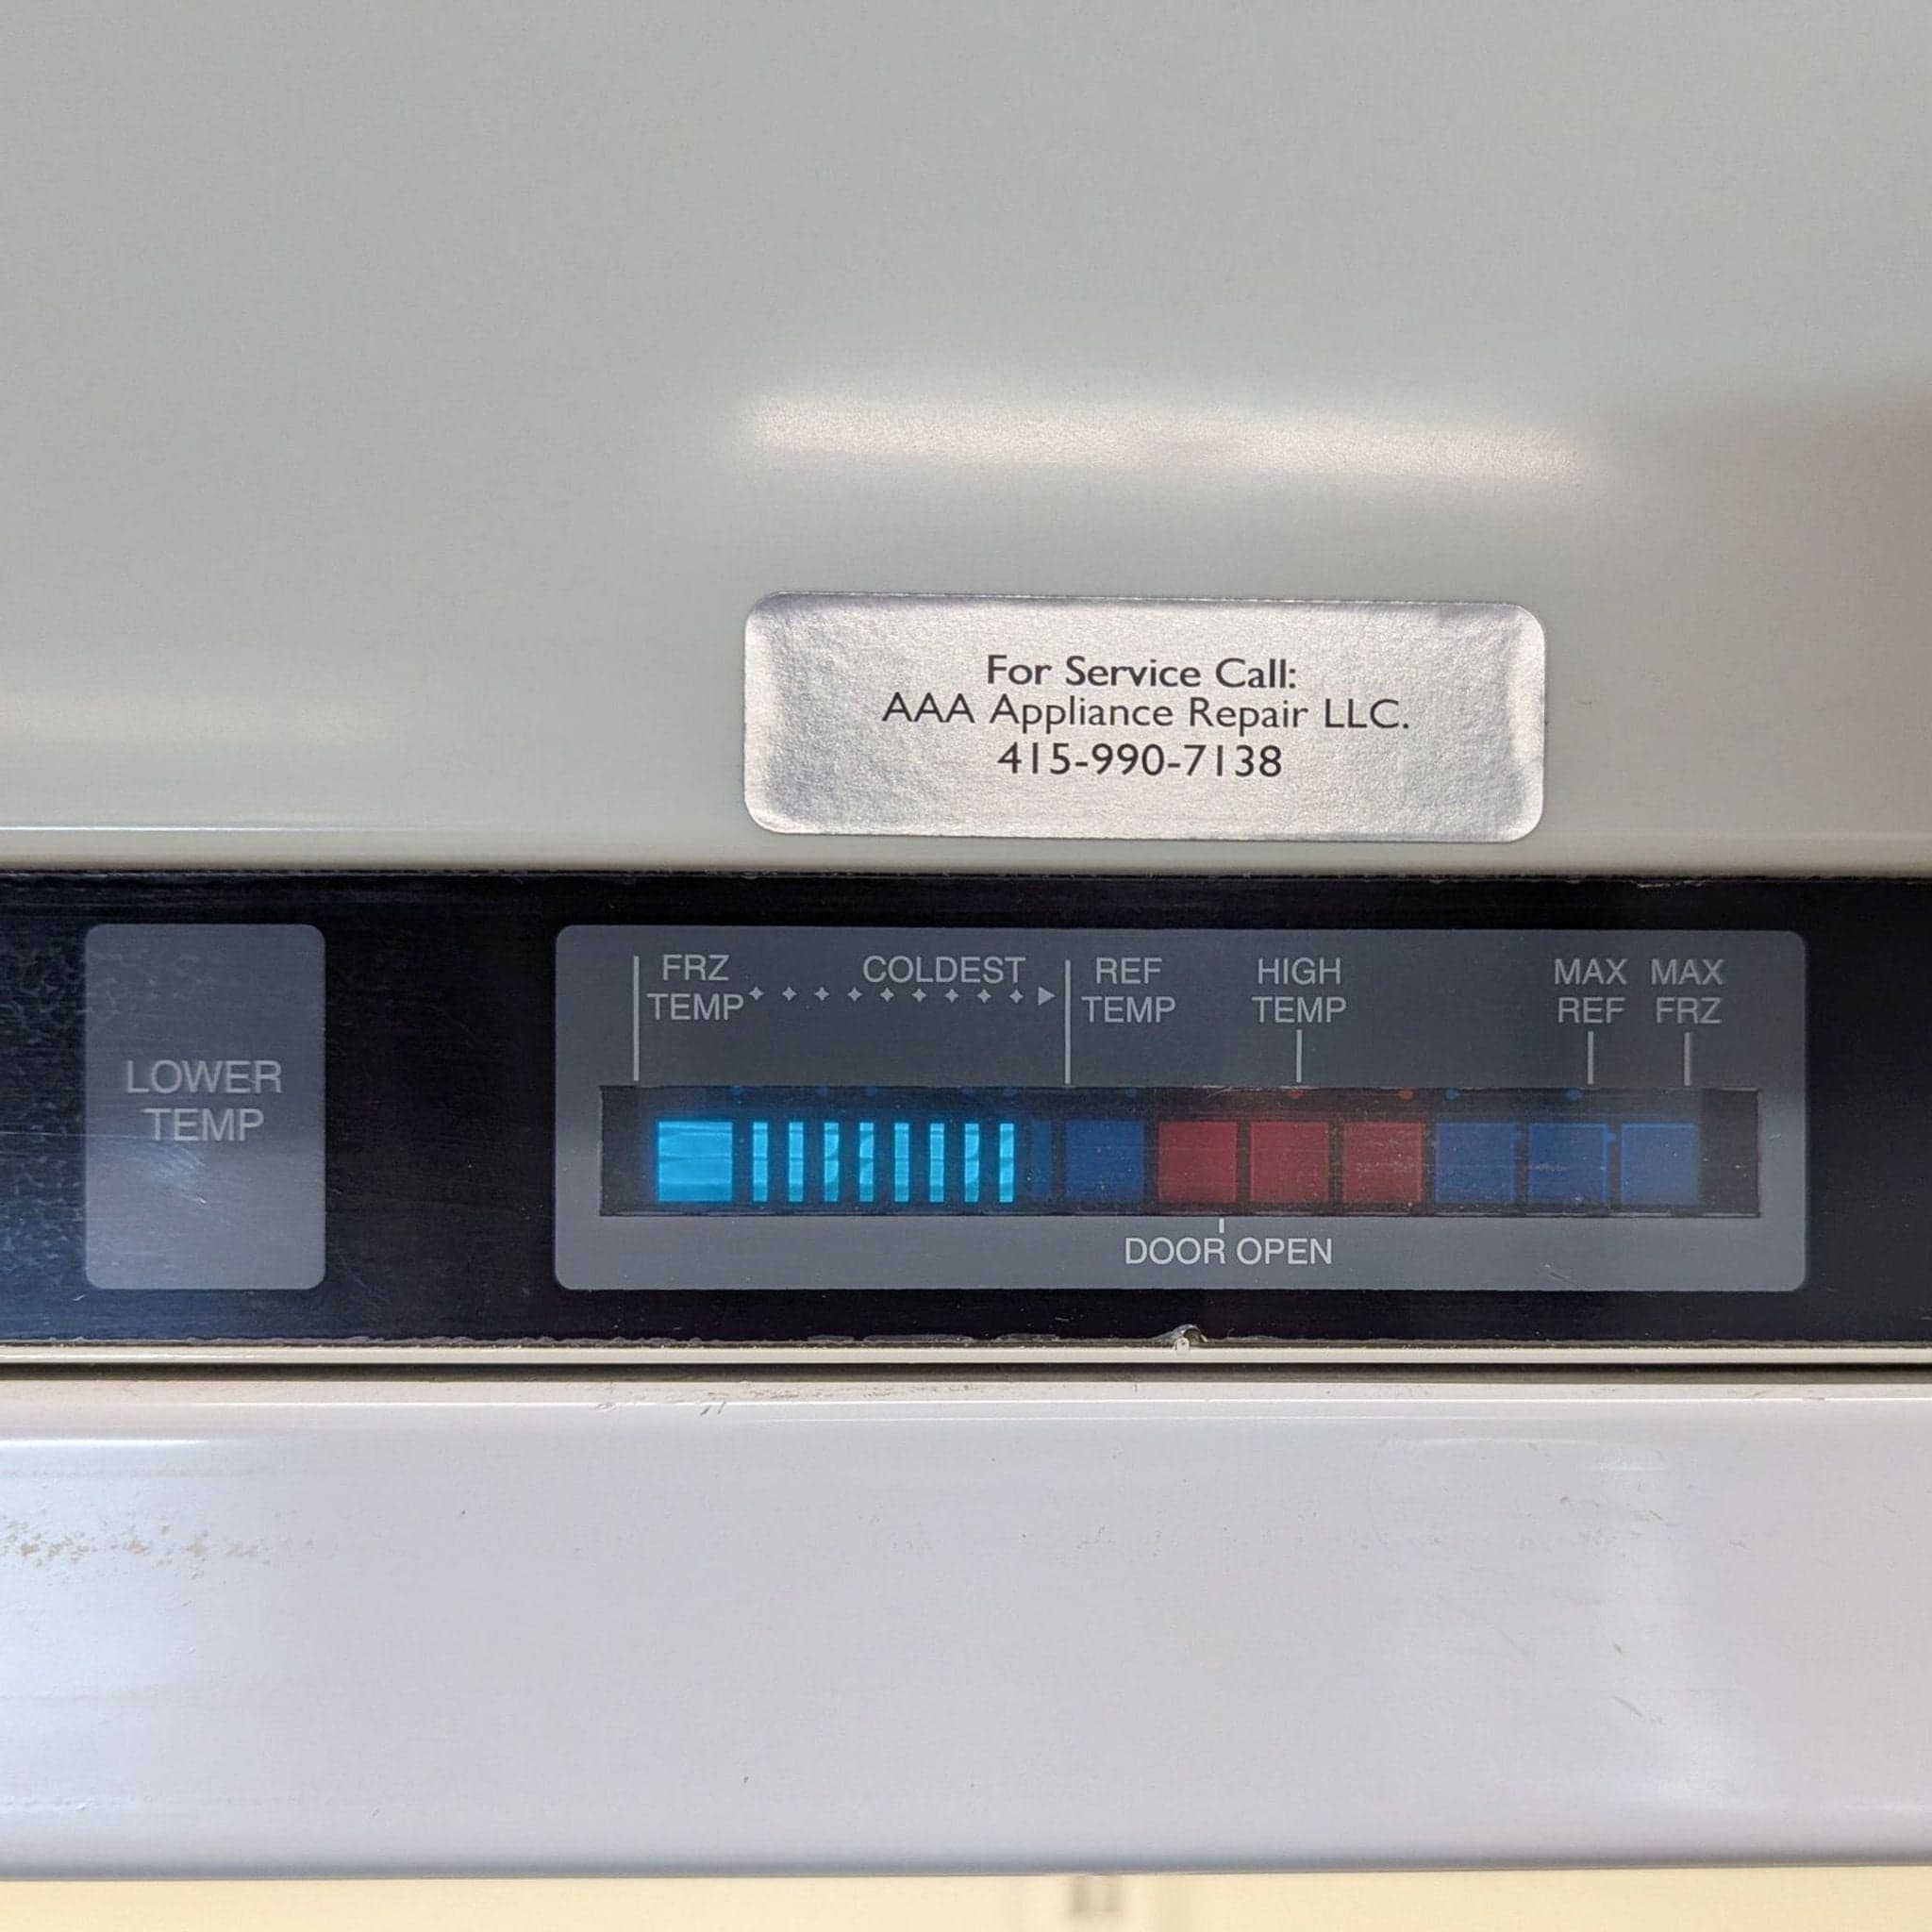 For Service Call:
AAA Appliance Repair LLC.
415-990-7138
LOWER
TEMP
FRZ
TEMP
COLDEST
REF
TEMP
HIGH
TEMP
MAX
REF
MAX
FRZ
DOOR OPEN